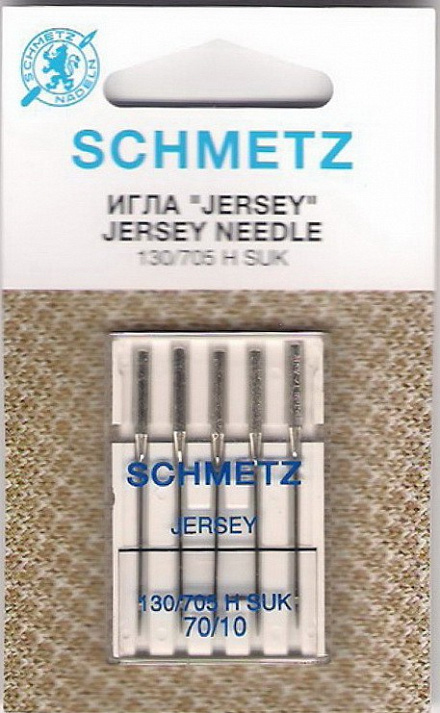 SCHMETZ
NADELN
SCHMETZ
ИГЛА "JERSEY"
JERSEY NEEDLE
130/705 H SUK
SCHMETZ
JERSEY
130/705 H SUK
70/10